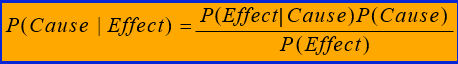 P(Cause | Effect) = P(Effect| Cause)P(Cause) / P(Effect)